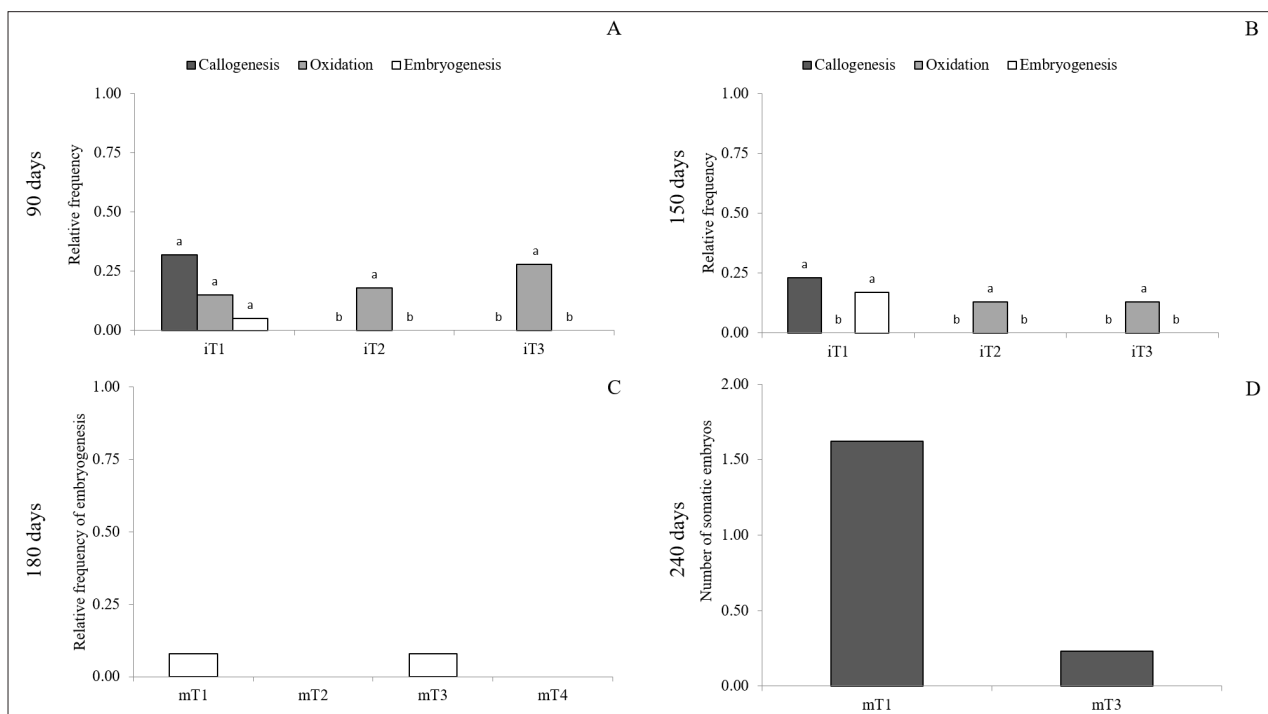 A
Callogenesis Oxidation Embryogenesis
90 days
Relative frequency
1.00
0.75
0.50
0.25
0.00
a a a
b a b
b a b
iT1 iT2 iT3
B
Callogenesis Oxidation Embryogenesis
150 days
Relative frequency
1.00
0.75
0.50
0.25
0.00
a b a
b a b
b a b
iT1 iT2 iT3
C
180 days
Relative frequency of embryogenesis
1.00
0.75
0.50
0.25
0.00
mT1 mT2 mT3 mT4
D
240 days
Number of somatic embryos
2.00
1.50
1.00
0.50
0.00
mT1 mT3